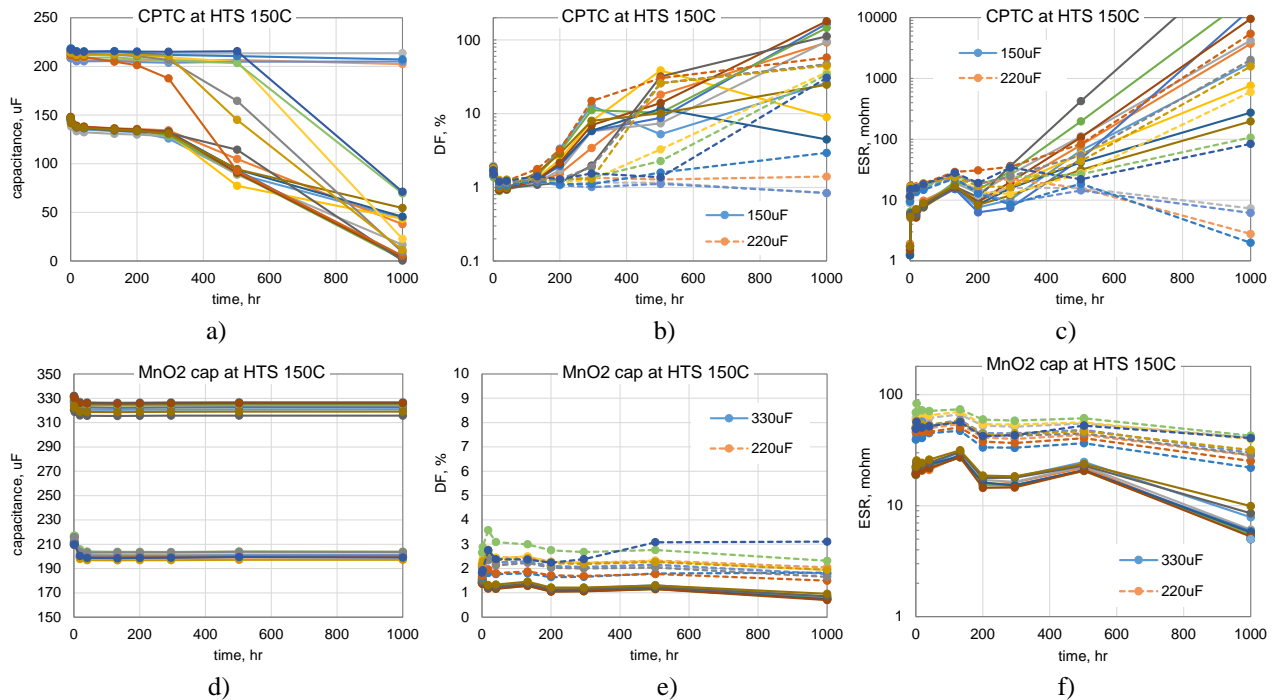 CPTC at HTS 150C
250
200
150
100
50
0
capacitance, uF
0 200 400 600 800 1000
time, hr
a)
CPTC at HTS 150C
100
10
1
0.1
DF, %
150uF
220uF
0 200 400 600 800 1000
time, hr
b)
CPTC at HTS 150C
10000
1000
100
10
1
ESR, mohm
150uF
220uF
0 200 400 600 800 1000
time, hr
c)
MnO2 cap at HTS 150C
350
330
310
290
270
250
230
210
190
170
150
capacitance, uF
0 200 400 600 800 1000
time, hr
d)
MnO2 cap at HTS 150C
10
9
8
7
6
5
4
3
2
1
0
DF, %
330uF
220uF
0 200 400 600 800 1000
time, hr
e)
MnO2 cap at HTS 150C
100
10
1
ESR, mohm
330uF
220uF
0 200 400 600 800 1000
time, hr
f)